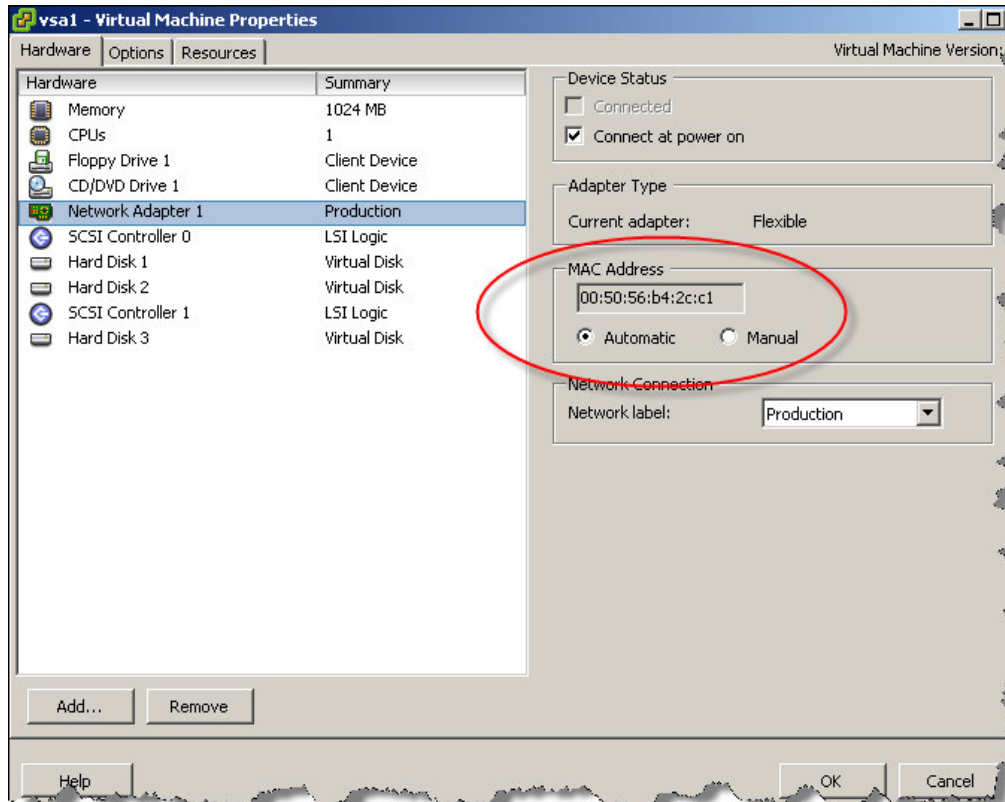 vsa1 - Virtual Machine Properties
Hardware Options Resources Virtual Machine Version:
Hardware Summary
Memory 1024 MB
CPUs 1
Floppy Drive 1 Client Device
CD/DVD Drive 1 Client Device
Network Adapter 1 Production
SCSI Controller 0 LSI Logic
Hard Disk 1 Virtual Disk
Hard Disk 2 Virtual Disk
SCSI Controller 1 LSI Logic
Hard Disk 3 Virtual Disk
Device Status
Connected
Connect at power on
Adapter Type
Current adapter: Flexible
MAC Address
00:50:56:b4:2c:c1
Automatic Manual
Network Connection
Network label: Production
Add... Remove
Help OK Cancel